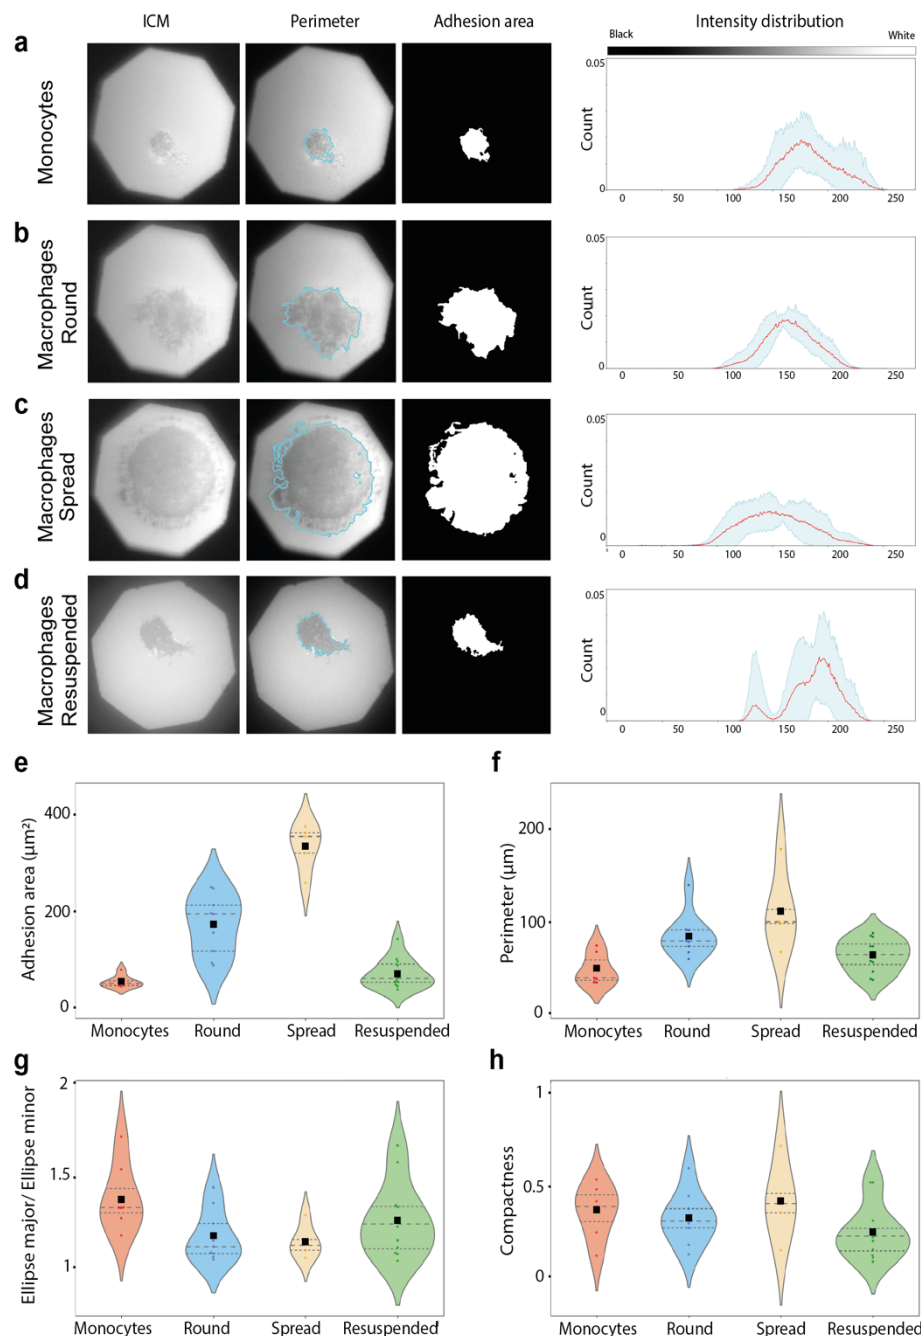 ICM Perimeter Adhesion area Intensity distribution
a
Monocytes
Black White
Count
0.05
0
0 50 100 150 200 250
b
Macrophages
Round
Count
0.05
0
0 50 100 150 200 250
c
Macrophages
Spread
Count
0.05
0
0 50 100 150 200 250
d
Macrophages
Resuspended
Count
0.05
0
0 50 100 150 200 250
e
Adhesion area (µm²)
400
200
0
Monocytes Round Spread Resuspended
f
Perimeter (µm)
200
100
0
Monocytes Round Spread Resuspended
g
Ellipse major/ Ellipse minor
2
1.5
1
Monocytes Round Spread Resuspended
h
Compactness
1
0.5
0
Monocytes Round Spread Resuspended